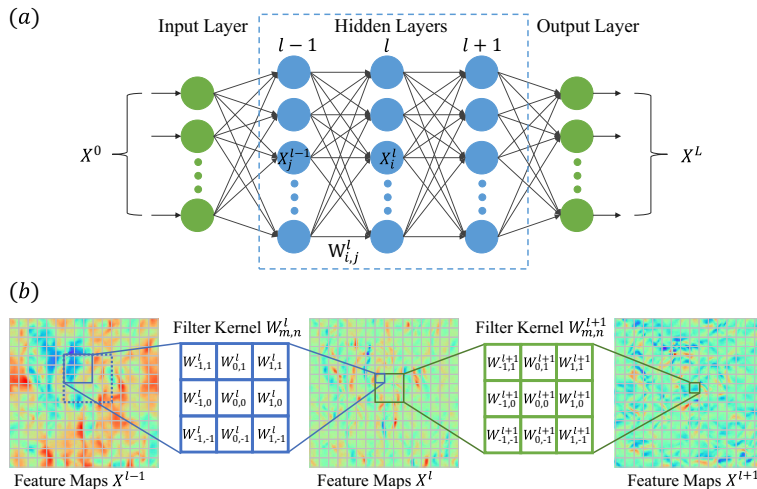 (a)
Input Layer Hidden Layers Output Layer
l − 1 l l + 1
X^0 X_j^{l−1} X_i^l X^L
W_{i,j}^l
(b)
Filter Kernel W_{m,n}^l Filter Kernel W_{m,n}^{l+1}
W_{-1,1}^l W_{0,1}^l W_{1,1}^l W_{-1,1}^{l+1} W_{0,1}^{l+1} W_{1,1}^{l+1}
W_{-1,0}^l W_{0,0}^l W_{1,0}^l W_{-1,0}^{l+1} W_{0,0}^{l+1} W_{1,0}^{l+1}
W_{-1,-1}^l W_{0,-1}^l W_{1,-1}^l W_{-1,-1}^{l+1} W_{0,-1}^{l+1} W_{1,-1}^{l+1}
Feature Maps X^{l−1} Feature Maps X^l Feature Maps X^{l+1}